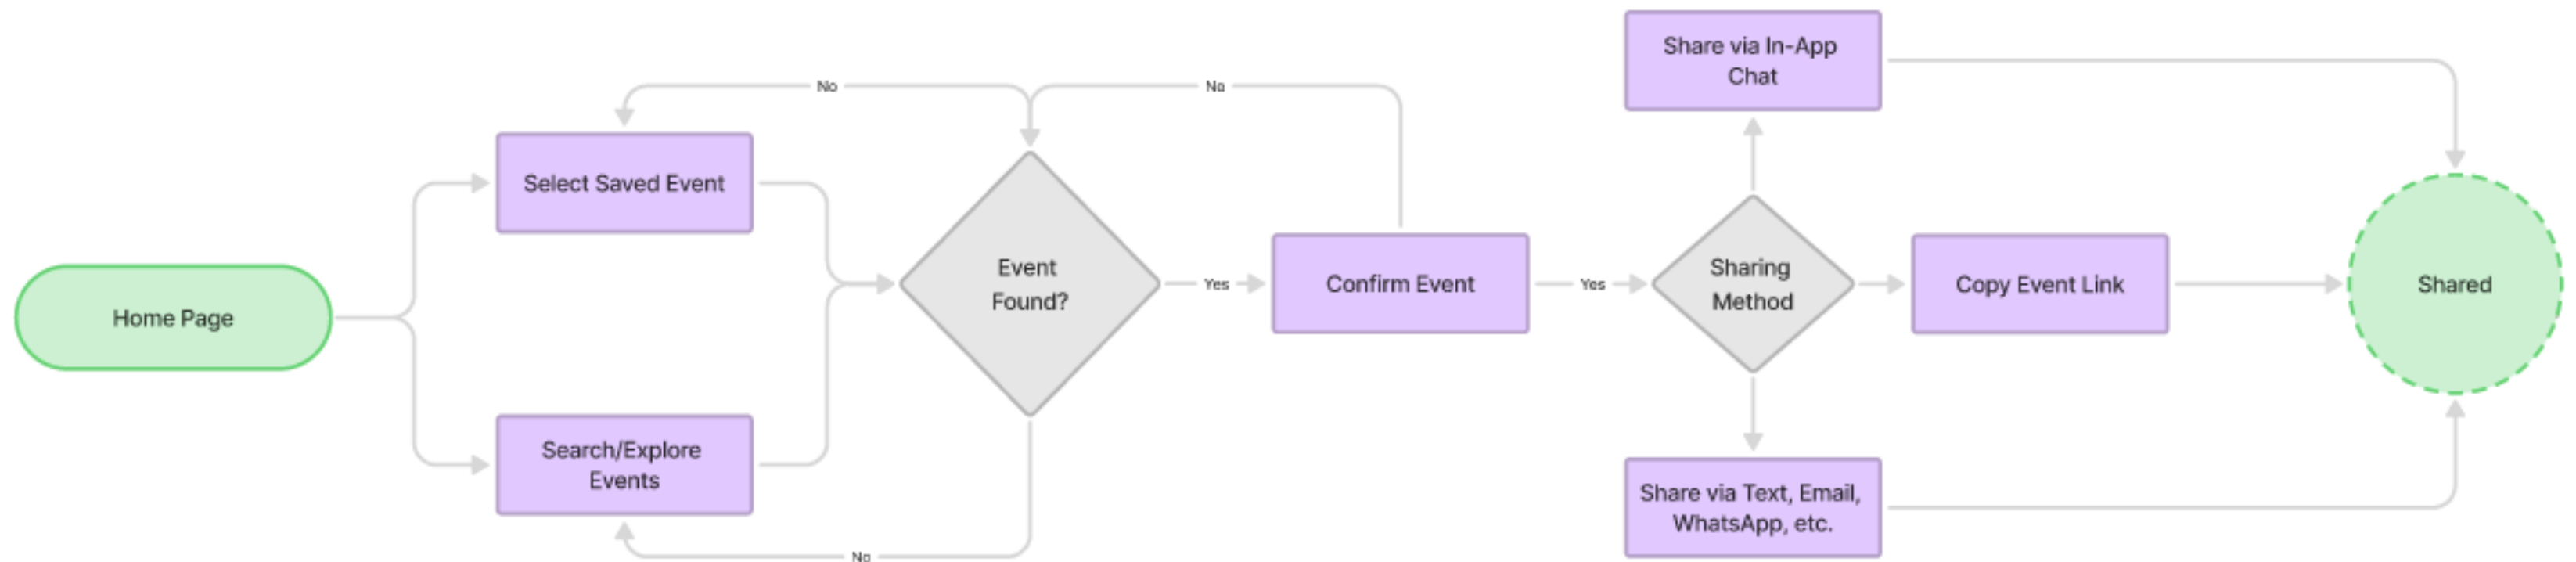 Share via In-App
Chat
No
No
Select Saved Event
Home Page
Event
Found?
Yes
Confirm Event
Yes
Sharing
Method
Copy Event Link
Shared
Search/Explore
Events
No
Share via Text, Email,
WhatsApp, etc.